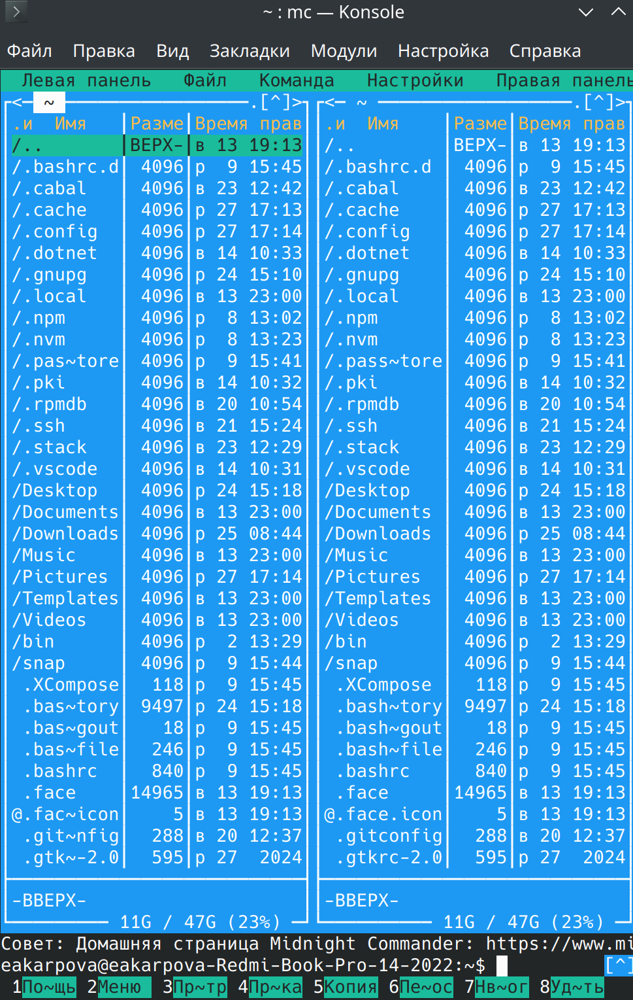 ~ : mc — Konsole
Файл Правка Вид Закладки Модули Настройка Справка
Левая панель Файл Команда Настройки Правая панель
<─ ~ ─.[^]> <─ ~ ─.[^]>
.и Имя |Разме|Время прав .и Имя |Разме|Время прав
/.. |ВЕРХ-|в 13 19:13 /.. |ВЕРХ-|в 13 19:13
/.bashrc.d | 4096|р 9 15:45 /.bashrc.d | 4096|р 9 15:45
/.cabal | 4096|в 23 12:42 /.cabal | 4096|в 23 12:42
/.cache | 4096|р 27 17:13 /.cache | 4096|р 27 17:13
/.config | 4096|р 27 17:14 /.config | 4096|р 27 17:14
/.dotnet | 4096|в 14 10:33 /.dotnet | 4096|в 14 10:33
/.gnupg | 4096|р 24 15:10 /.gnupg | 4096|р 24 15:10
/.local | 4096|в 13 23:00 /.local | 4096|в 13 23:00
/.npm | 4096|р 8 13:02 /.npm | 4096|р 8 13:02
/.nvm | 4096|р 8 13:23 /.nvm | 4096|р 8 13:23
/.pas~tore | 4096|р 9 15:41 /.pass~tore | 4096|р 9 15:41
/.pki | 4096|в 14 10:32 /.pki | 4096|в 14 10:32
/.rpmdb | 4096|в 20 10:54 /.rpmdb | 4096|в 20 10:54
/.ssh | 4096|в 21 15:24 /.ssh | 4096|в 21 15:24
/.stack | 4096|в 23 12:29 /.stack | 4096|в 23 12:29
/.vscode | 4096|в 14 10:31 /.vscode | 4096|в 14 10:31
/Desktop | 4096|р 24 15:18 /Desktop | 4096|р 24 15:18
/Documents | 4096|в 13 23:00 /Documents | 4096|в 13 23:00
/Downloads | 4096|р 25 08:44 /Downloads | 4096|р 25 08:44
/Music | 4096|в 13 23:00 /Music | 4096|в 13 23:00
/Pictures | 4096|р 27 17:14 /Pictures | 4096|р 27 17:14
/Templates | 4096|в 13 23:00 /Templates | 4096|в 13 23:00
/Videos | 4096|в 13 23:00 /Videos | 4096|в 13 23:00
/bin | 4096|р 2 13:29 /bin | 4096|р 2 13:29
/snap | 4096|р 9 15:44 /snap | 4096|р 9 15:44
.XCompose | 118|р 9 15:45 .XCompose | 118|р 9 15:45
.bas~tory | 9497|р 24 15:18 .bash~tory | 9497|р 24 15:18
.bas~gout | 18|р 9 15:45 .bash~gout | 18|р 9 15:45
.bas~file | 246|р 9 15:45 .bash~file | 246|р 9 15:45
.bashrc | 840|р 9 15:45 .bashrc | 840|р 9 15:45
.face |14965|в 13 19:13 .face |14965|в 13 19:13
@.fac~icon | 5|в 13 19:13 @.face.icon | 5|в 13 19:13
.git~nfig | 288|в 20 12:37 .gitconfig | 288|в 20 12:37
.gtk~-2.0 | 595|р 27 2024 .gtkrc-2.0 | 595|р 27 2024
-ВВЕРХ- -ВВЕРХ-
11G / 47G (23%) 11G / 47G (23%)
Совет: Домашняя страница Midnight Commander: https://www.mi
eakarpova@eakarpova-Redmi-Book-Pro-14-2022:~$ [^]
1По~щь 2Меню 3Пр~тр 4Пр~ка 5Копия 6Пе~ос 7Нв~ог 8Уд~ть